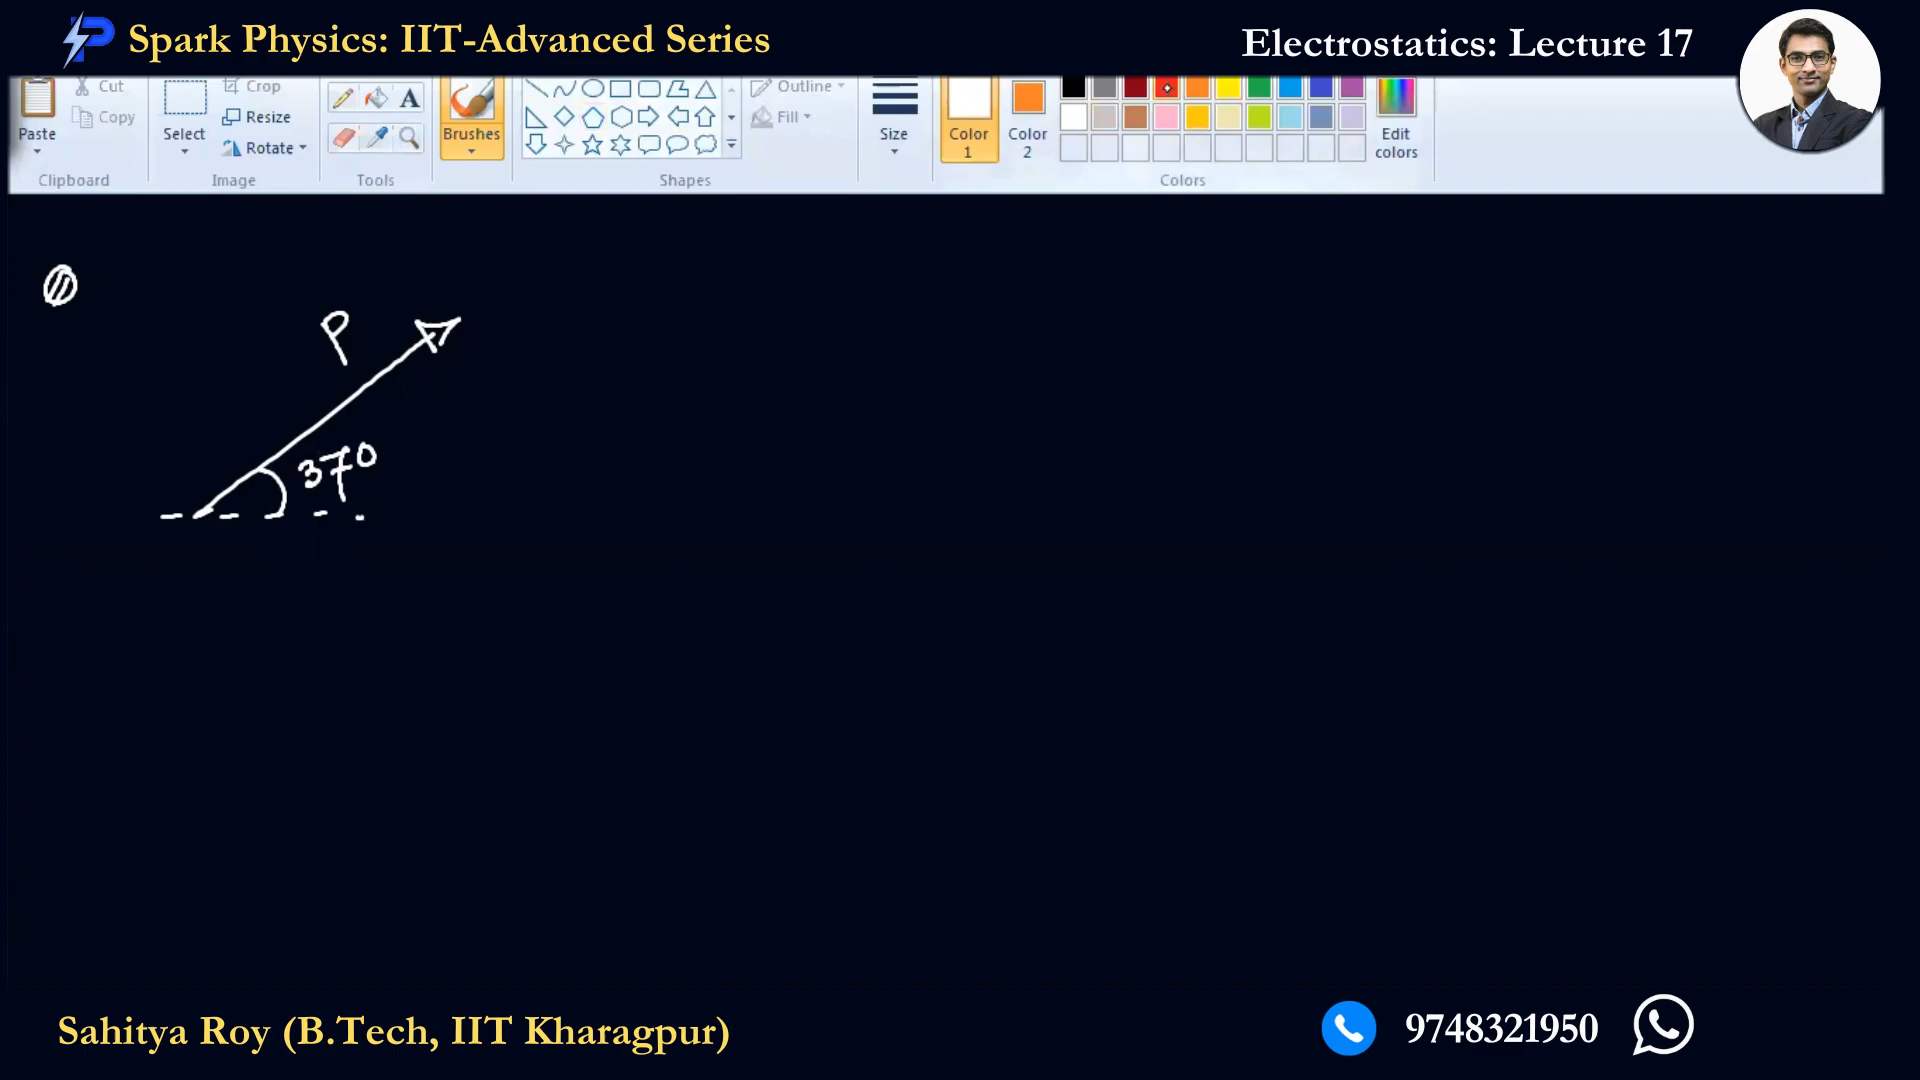 Spark Physics: IIT-Advanced Series
Electrostatics: Lecture 17
Paste
Cut
Copy
Clipboard
Select
Crop
Resize
Rotate
Image
A
Tools
Brushes
Shapes
Outline
Fill
Size
Color 1
Color 2
Edit colors
Colors
P
37°
Sahitya Roy (B.Tech, IIT Kharagpur)
9748321950